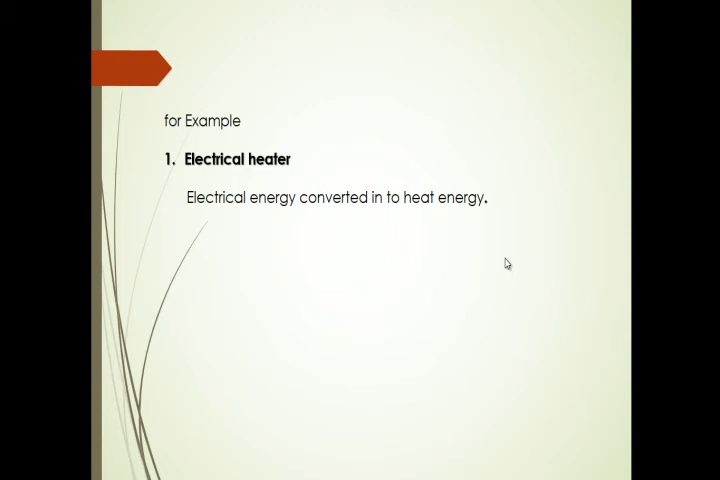 for Example
1. Electrical heater
Electrical energy converted in to heat energy.